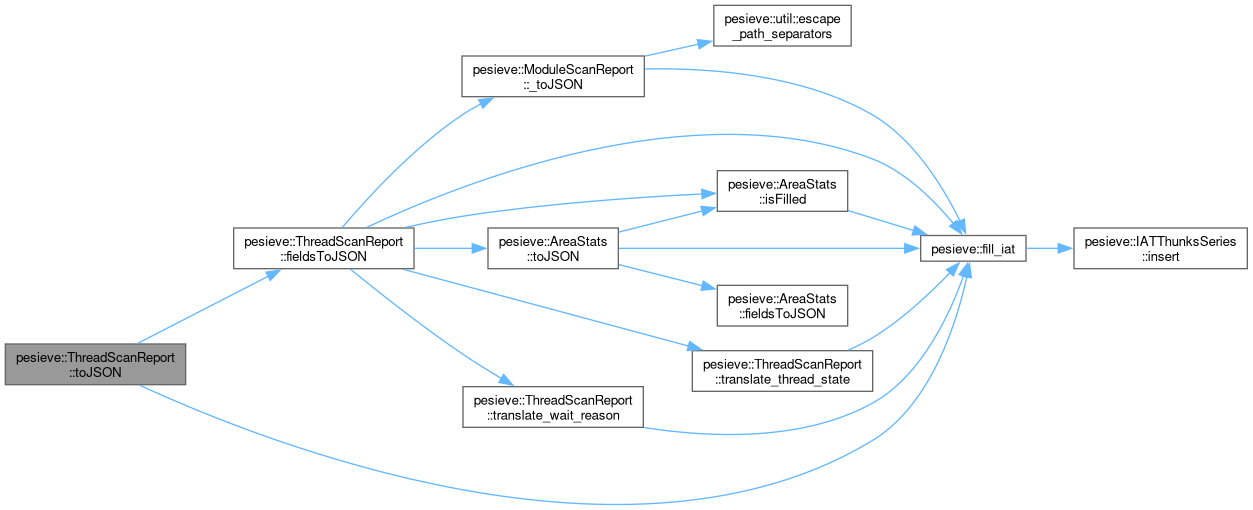 pesieve::ThreadScanReport
::toJSON
pesieve::ThreadScanReport
::fieldsToJSON
pesieve::ModuleScanReport
::_toJSON
pesieve::util::escape
_path_separators
pesieve::AreaStats
::isFilled
pesieve::AreaStats
::toJSON
pesieve::AreaStats
::fieldsToJSON
pesieve::ThreadScanReport
::translate_thread_state
pesieve::ThreadScanReport
::translate_wait_reason
pesieve::fill_iat
pesieve::IATThunksSeries
::insert